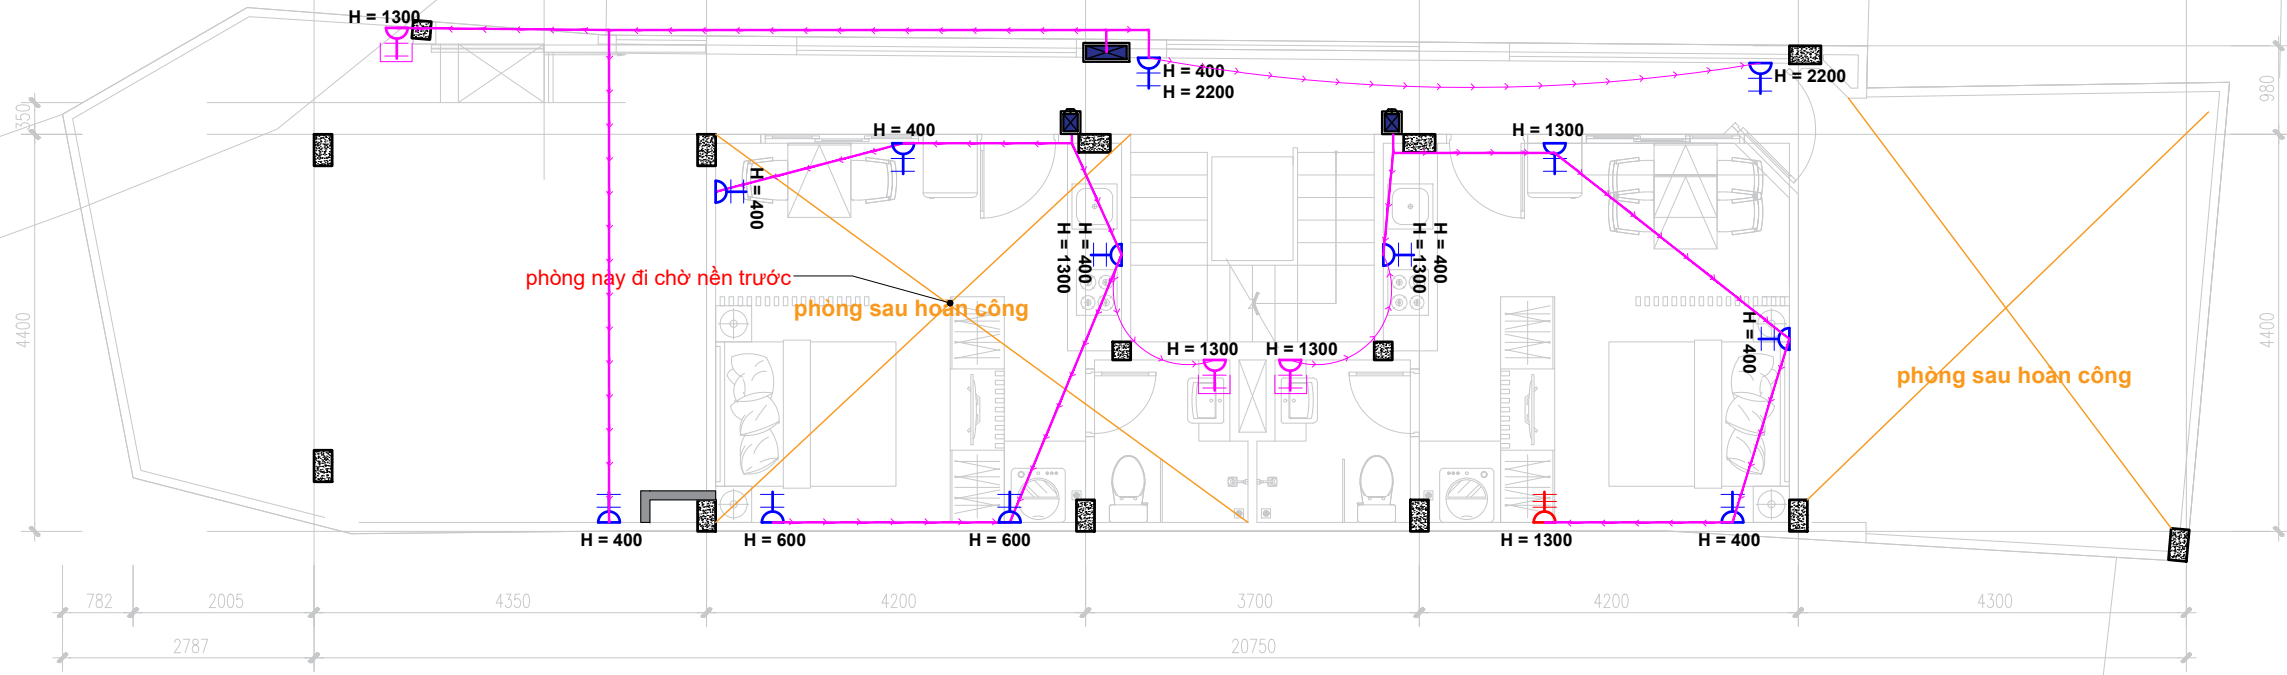 H = 1300
H = 400
H = 2200
H = 2200
980
350
H = 400
H = 1300
H = 400
H = 400
H = 1300
H = 400
H = 1300
phòng này đi chờ nền trước
phòng sau hoàn công
4400
H = 400
4400
H = 1300
H = 1300
phòng sau hoàn công
H = 400
H = 600
H = 600
H = 1300
H = 400
782
2005
4350
4200
3700
4200
4300
2787
20750